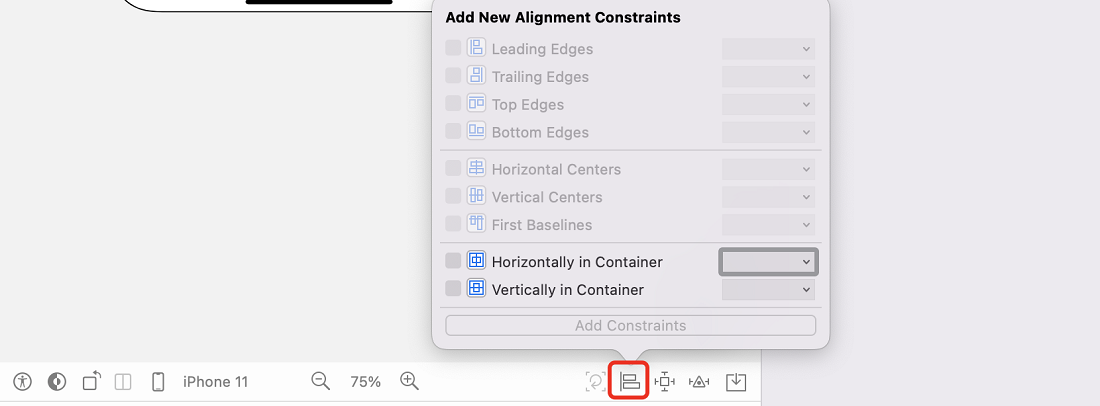 Add New Alignment Constraints
Leading Edges
Trailing Edges
Top Edges
Bottom Edges
Horizontal Centers
Vertical Centers
First Baselines
Horizontally in Container
Vertically in Container
Add Constraints
iPhone 11 75%